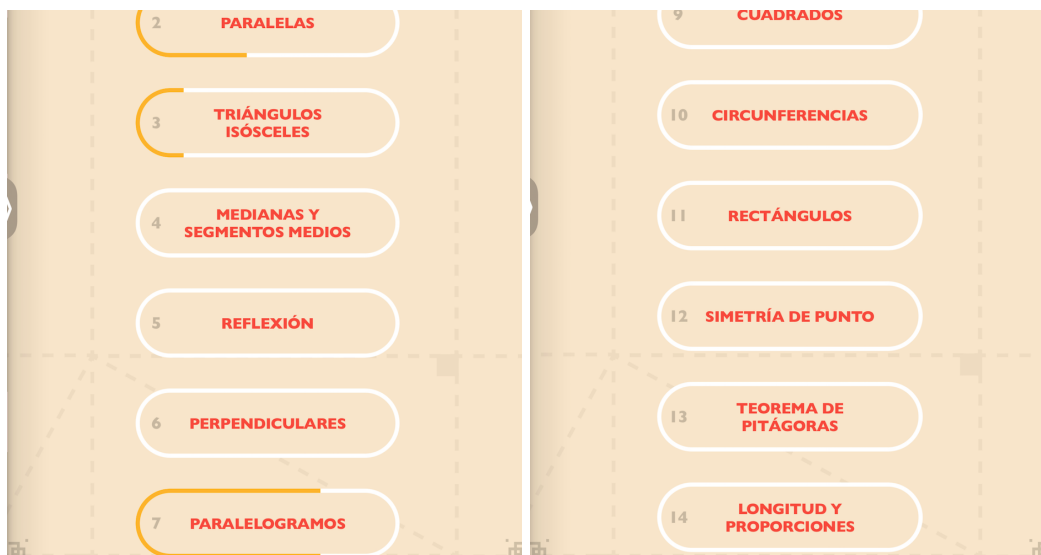 2 PARALELAS
3 TRIÁNGULOS
ISÓSCELES
4 MEDIANAS Y
SEGMENTOS MEDIOS
5 REFLEXIÓN
6 PERPENDICULARES
7 PARALELOGRAMOS
9 CUADRADOS
10 CIRCUNFERENCIAS
11 RECTÁNGULOS
12 SIMETRÍA DE PUNTO
13 TEOREMA DE
PITÁGORAS
14 LONGITUD Y
PROPORCIONES